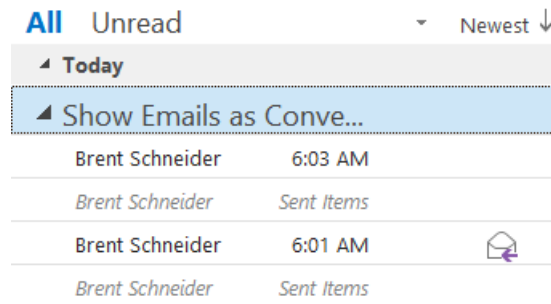 All Unread Newest
Today
Show Emails as Conve...
Brent Schneider 6:03 AM
Brent Schneider Sent Items
Brent Schneider 6:01 AM
Brent Schneider Sent Items